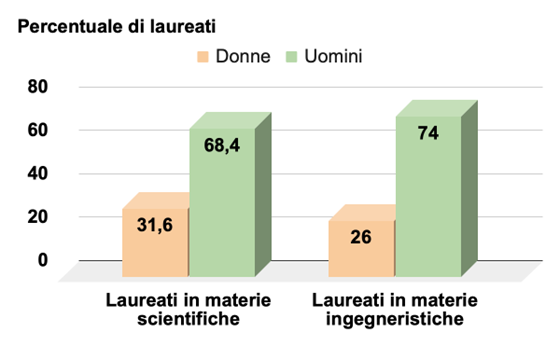 Percentuale di laureati
Donne Uomini
80
60
40
20
0
31,6
68,4
26
74
Laureati in materie
scientifiche
Laureati in materie
ingegneristiche